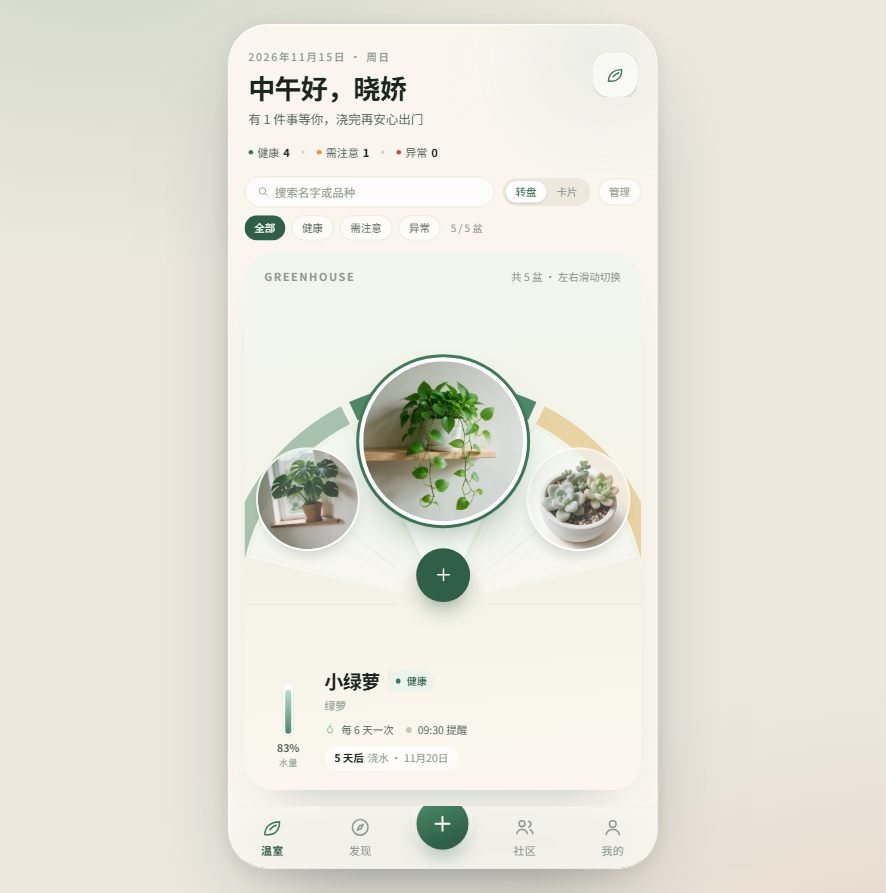 2026年11月15日 · 周日
中午好，晓娇
有 1 件事等你，浇完再安心出门
健康 4 · 需注意 1 · 异常 0
搜索名字或品种
转盘 卡片 管理
全部 健康 需注意 异常 5 / 5 盆
GREENHOUSE
共 5 盆 · 左右滑动切换
小绿萝 健康
绿萝
每 6 天一次 09:30 提醒
5 天后 浇水 · 11月20日
83%
水量
温室 发现 社区 我的